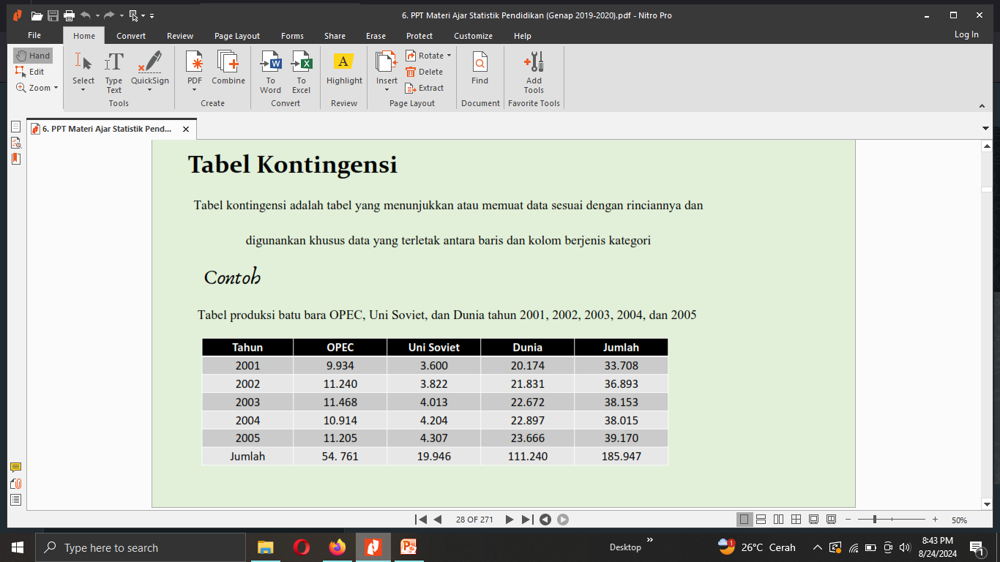 6. PPT Materi Ajar Statistik Pendidikan (Genap 2019-2020).pdf - Nitro Pro
File Home Convert Review Page Layout Forms Share Erase Protect Customize Help Log In
Hand
Edit
Zoom
Select
Type Text
QuickSign
Tools
PDF
Combine
Create
To Word
To Excel
Convert
A
Highlight
Review
Insert
Rotate
Delete
Extract
Page Layout
Find
Document
Add Tools
Favorite Tools
6. PPT Materi Ajar Statistik Pend...
Tabel Kontingensi
Tabel kontingensi adalah tabel yang menunjukkan atau memuat data sesuai dengan rinciannya dan
digunankan khusus data yang terletak antara baris dan kolom berjenis kategori
Contoh
Tabel produksi batu bara OPEC, Uni Soviet, dan Dunia tahun 2001, 2002, 2003, 2004, dan 2005
Tahun OPEC Uni Soviet Dunia Jumlah
2001 9.934 3.600 20.174 33.708
2002 11.240 3.822 21.831 36.893
2003 11.468 4.013 22.672 38.153
2004 10.914 4.204 22.897 38.015
2005 11.205 4.307 23.666 39.170
Jumlah 54. 761 19.946 111.240 185.947
28 OF 271
50%
Type here to search
Desktop
1
26°C Cerah
8:43 PM
8/24/2024
1